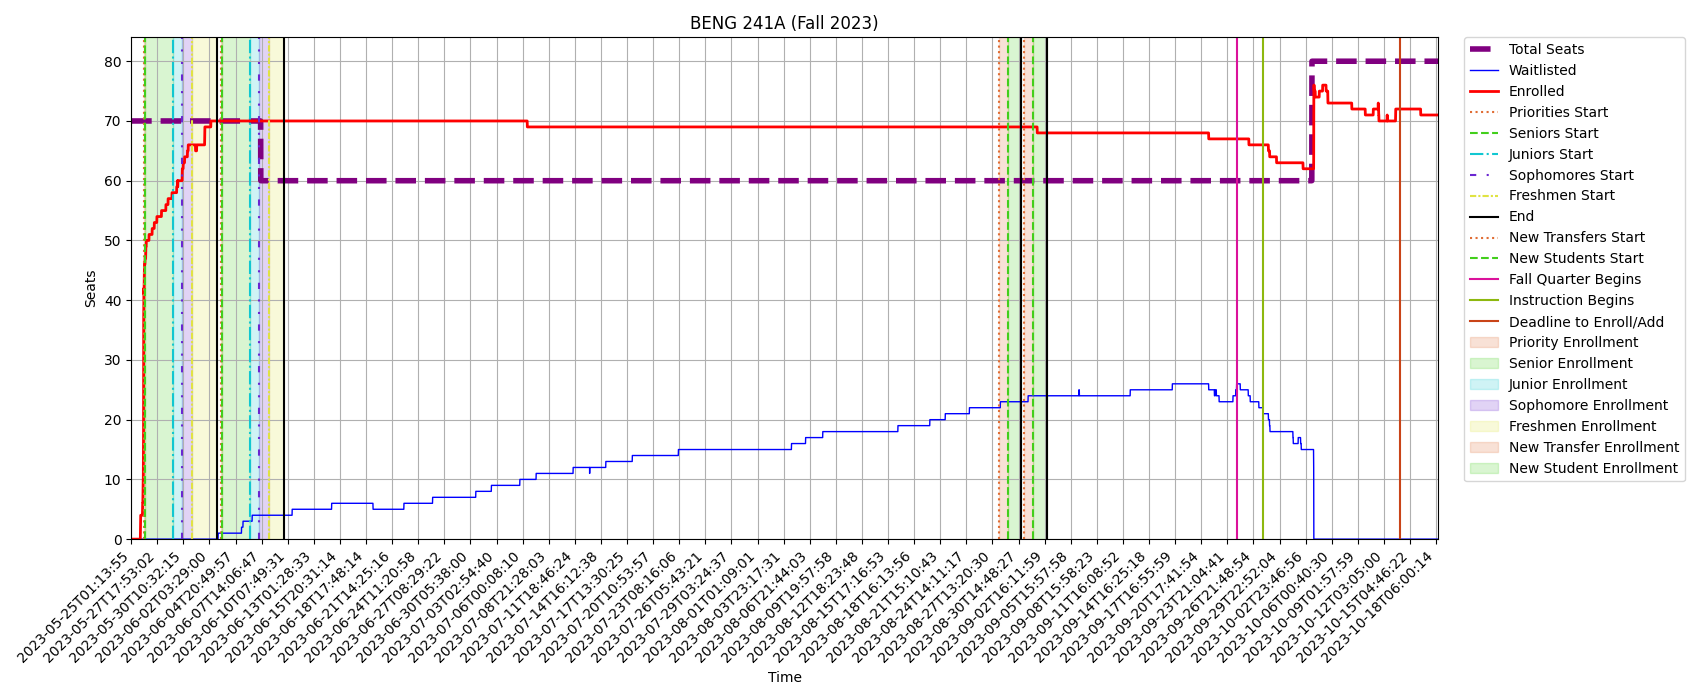 BENG 241A (Fall 2023)
Seats
80
70
60
50
40
30
20
10
0
2023-05-25T01:13:55
2023-05-27T17:53:02
2023-05-30T10:32:15
2023-06-02T03:29:00
2023-06-04T20:49:57
2023-06-07T14:06:47
2023-06-10T07:49:31
2023-06-13T01:28:33
2023-06-15T20:31:14
2023-06-18T17:48:14
2023-06-21T14:25:16
2023-06-24T11:20:58
2023-06-27T08:29:22
2023-06-30T05:38:00
2023-07-03T02:54:40
2023-07-06T00:08:10
2023-07-08T21:28:03
2023-07-11T18:46:24
2023-07-14T16:12:38
2023-07-17T13:30:25
2023-07-20T10:53:57
2023-07-23T08:16:06
2023-07-26T05:43:21
2023-07-29T03:24:37
2023-08-01T01:09:01
2023-08-03T23:17:31
2023-08-06T21:44:03
2023-08-09T19:57:58
2023-08-12T18:23:48
2023-08-15T17:16:53
2023-08-18T16:13:56
2023-08-21T15:10:43
2023-08-24T14:11:17
2023-08-27T13:20:30
2023-08-30T14:48:27
2023-09-02T16:11:59
2023-09-05T15:57:58
2023-09-08T15:58:23
2023-09-11T16:08:52
2023-09-14T16:25:18
2023-09-17T16:55:59
2023-09-20T17:41:54
2023-09-23T21:04:41
2023-09-26T21:48:54
2023-09-29T22:52:04
2023-10-02T23:46:56
2023-10-06T00:40:30
2023-10-09T01:57:59
2023-10-12T03:05:00
2023-10-15T04:46:22
2023-10-18T06:00:14
Time
Total Seats
Waitlisted
Enrolled
Priorities Start
Seniors Start
Juniors Start
Sophomores Start
Freshmen Start
End
New Transfers Start
New Students Start
Fall Quarter Begins
Instruction Begins
Deadline to Enroll/Add
Priority Enrollment
Senior Enrollment
Junior Enrollment
Sophomore Enrollment
Freshmen Enrollment
New Transfer Enrollment
New Student Enrollment